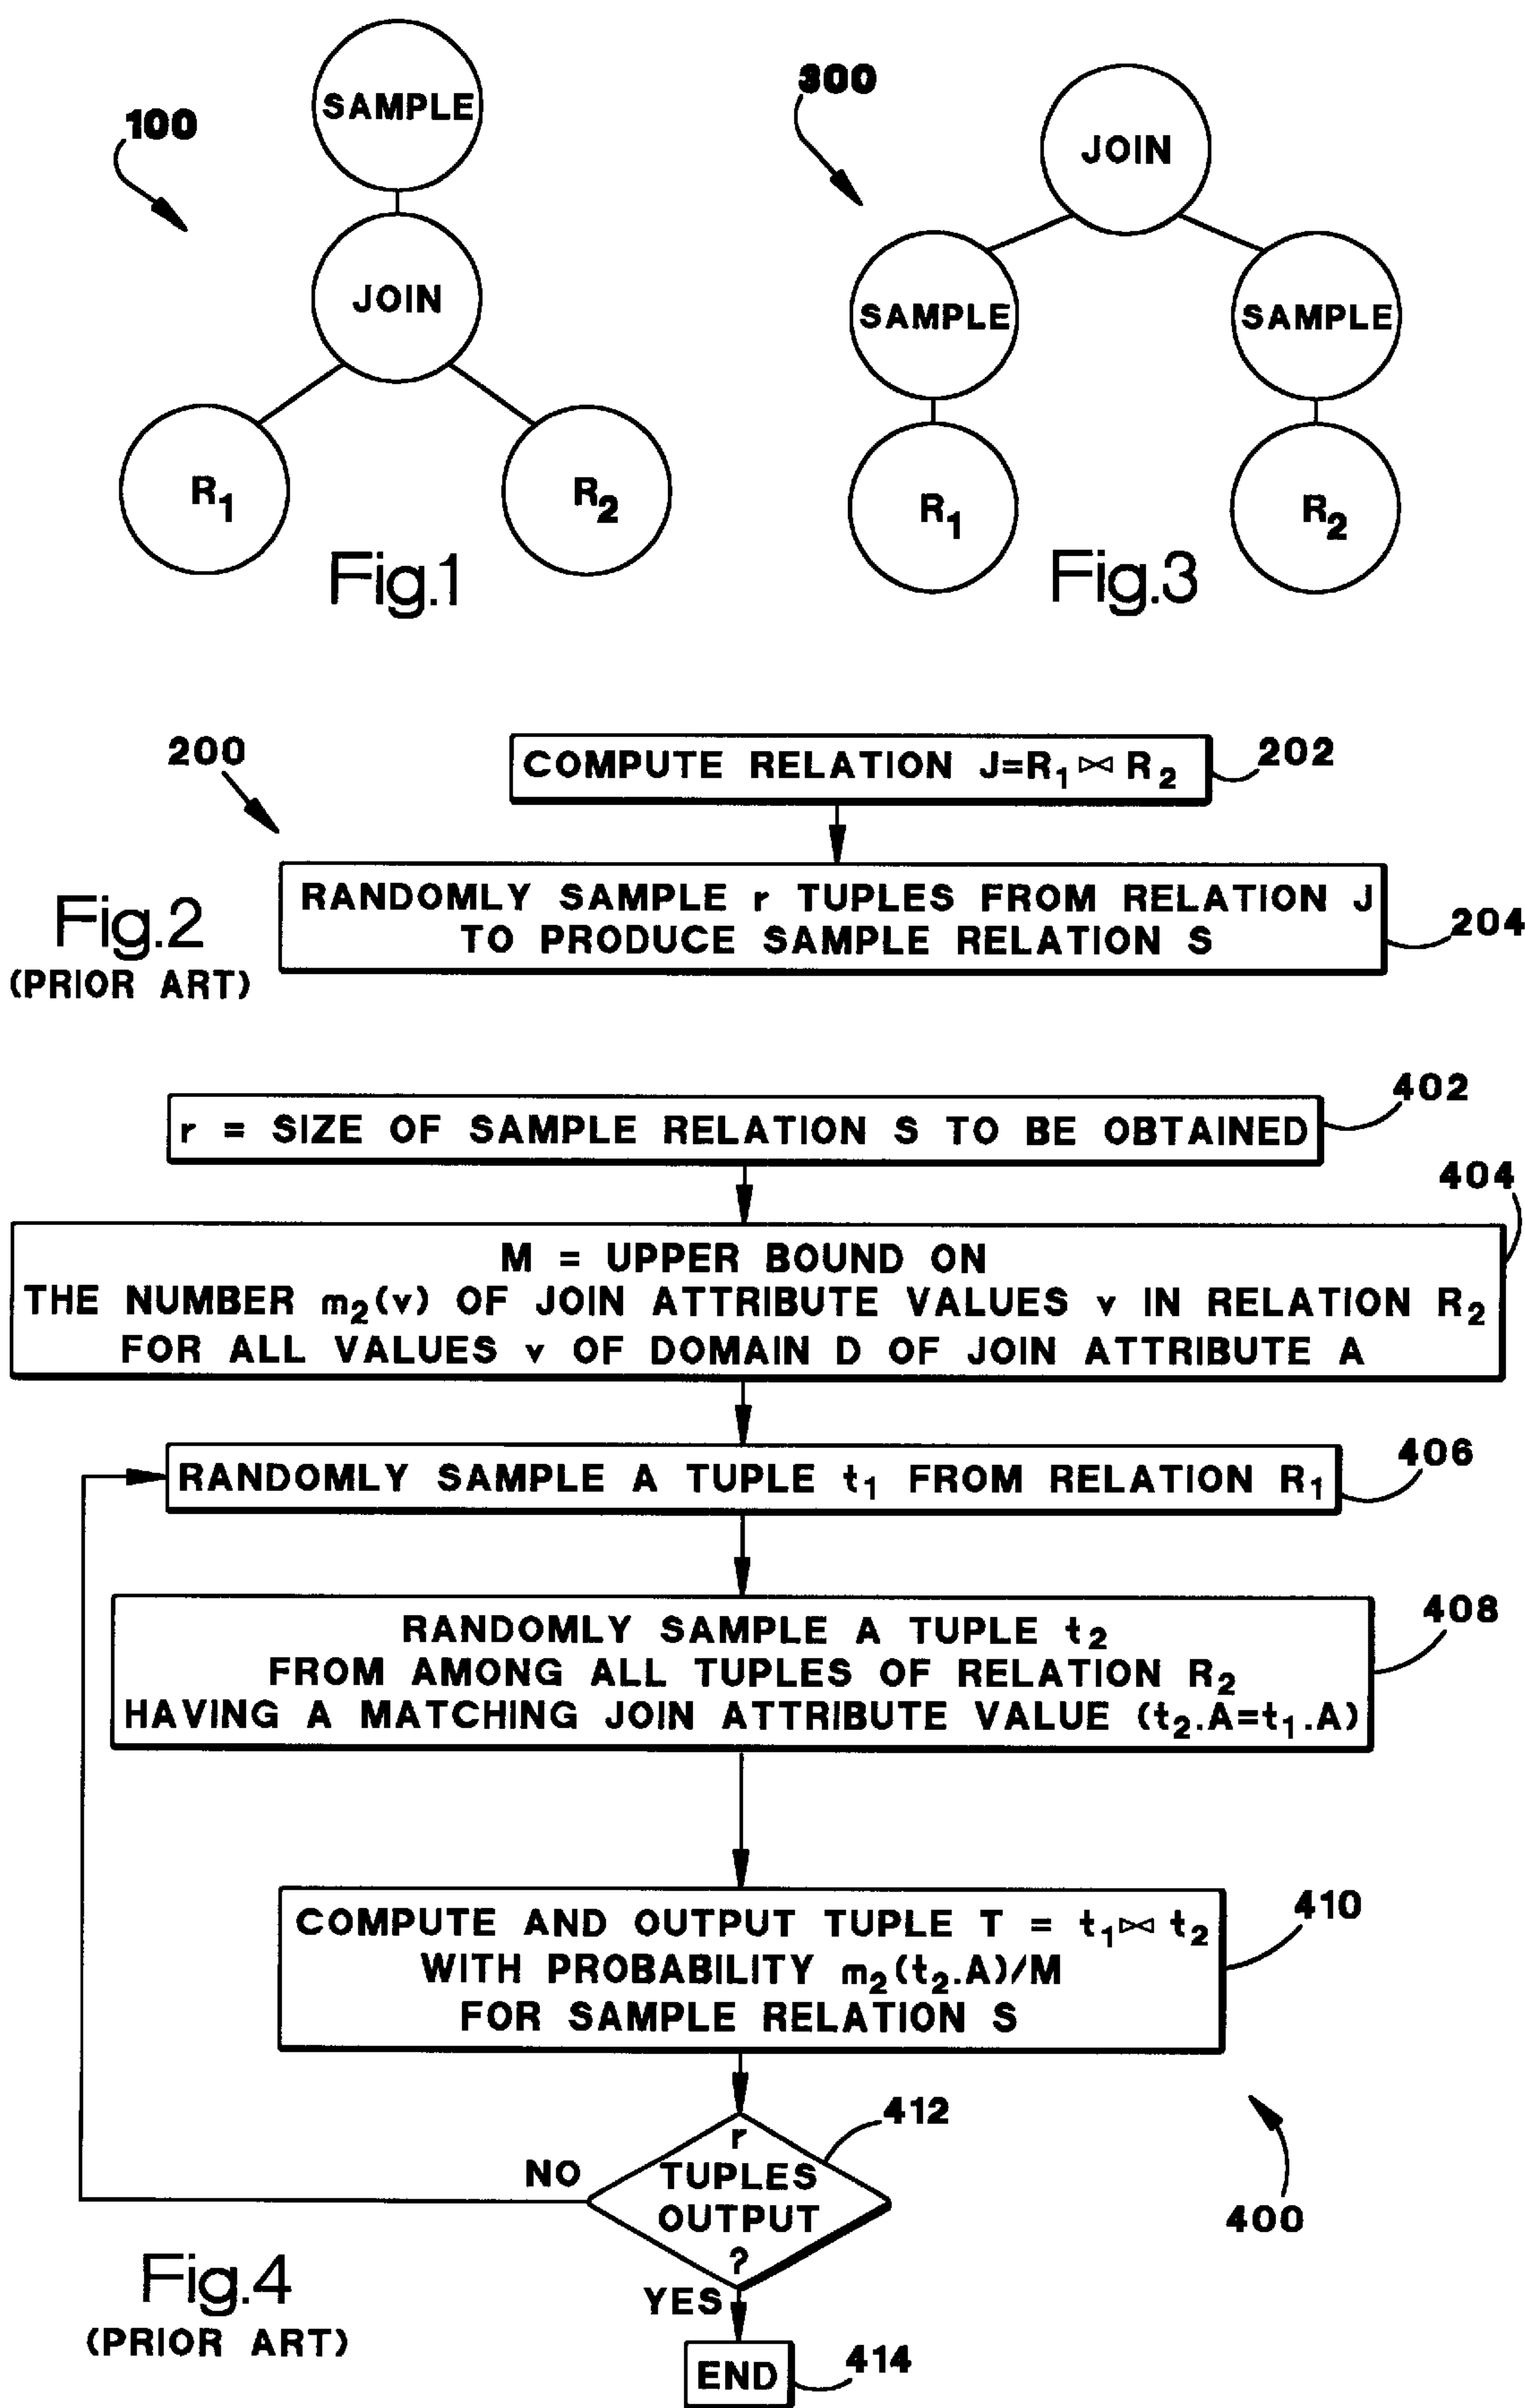 100
SAMPLE
JOIN
R1
R2
Fig.1
300
JOIN
SAMPLE
SAMPLE
R1
R2
Fig.3
200
COMPUTE RELATION J=R1 ⋈ R2
202
RANDOMLY SAMPLE r TUPLES FROM RELATION J
TO PRODUCE SAMPLE RELATION S
204
Fig.2
(PRIOR ART)
r = SIZE OF SAMPLE RELATION S TO BE OBTAINED
402
M = UPPER BOUND ON
THE NUMBER m2(v) OF JOIN ATTRIBUTE VALUES v IN RELATION R2
FOR ALL VALUES v OF DOMAIN D OF JOIN ATTRIBUTE A
404
RANDOMLY SAMPLE A TUPLE t1 FROM RELATION R1
406
RANDOMLY SAMPLE A TUPLE t2
FROM AMONG ALL TUPLES OF RELATION R2
HAVING A MATCHING JOIN ATTRIBUTE VALUE (t2.A=t1.A)
408
COMPUTE AND OUTPUT TUPLE T = t1⋈ t2
WITH PROBABILITY m2(t2.A)/M
FOR SAMPLE RELATION S
410
r
TUPLES
OUTPUT
?
412
NO
YES
END
414
400
Fig.4
(PRIOR ART)